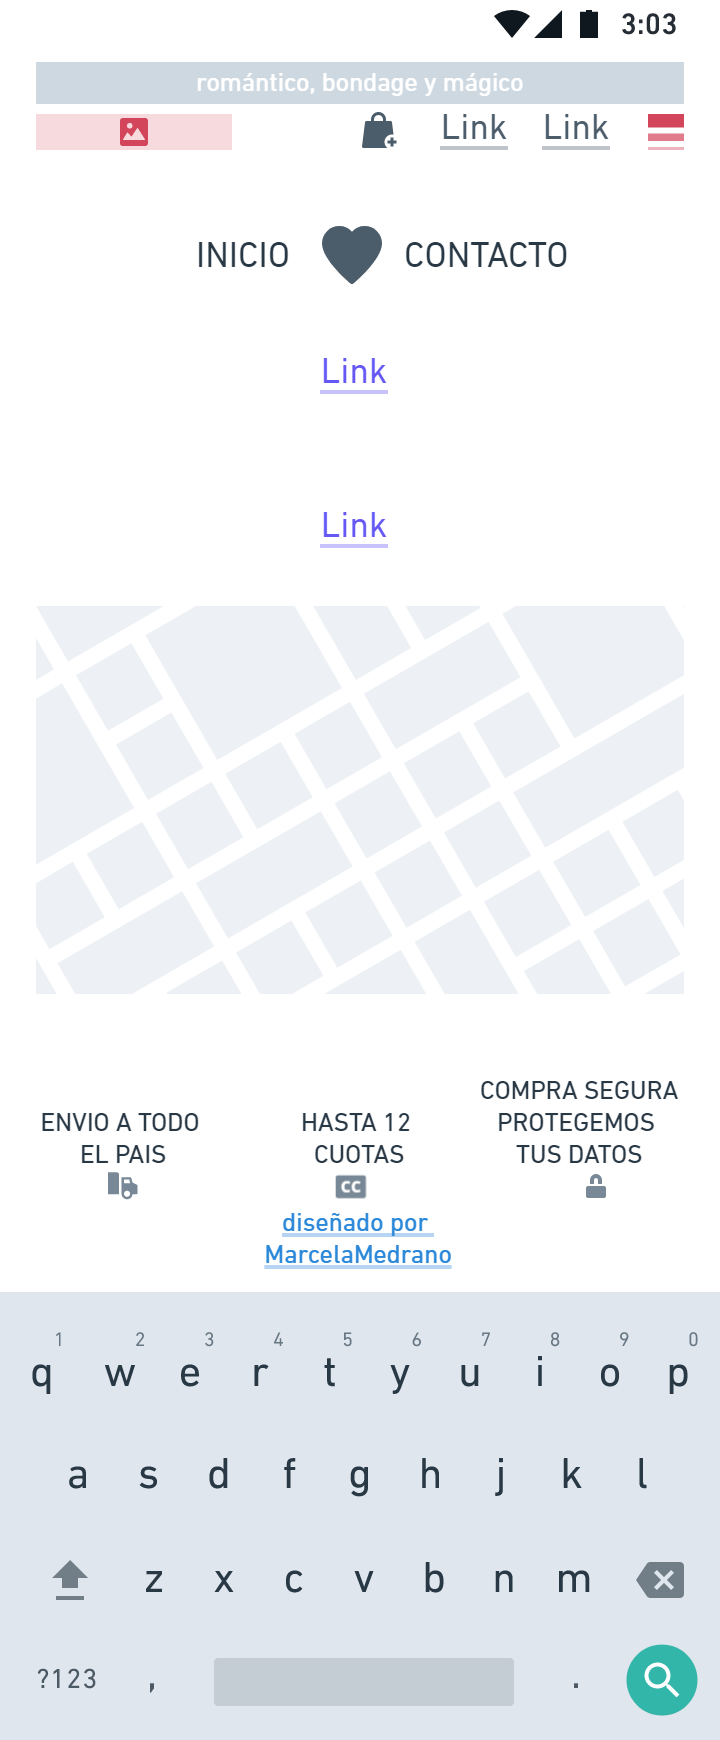 3:03
romántico, bondage y mágico
Link Link
INICIO CONTACTO
Link
Link
ENVIO A TODO
EL PAIS
HASTA 12
CUOTAS
CC
COMPRA SEGURA
PROTEGEMOS
TUS DATOS
diseñado por
MarcelaMedrano
1 2 3 4 5 6 7 8 9 0
q w e r t y u i o p
a s d f g h j k l
z x c v b n m
?123 , .